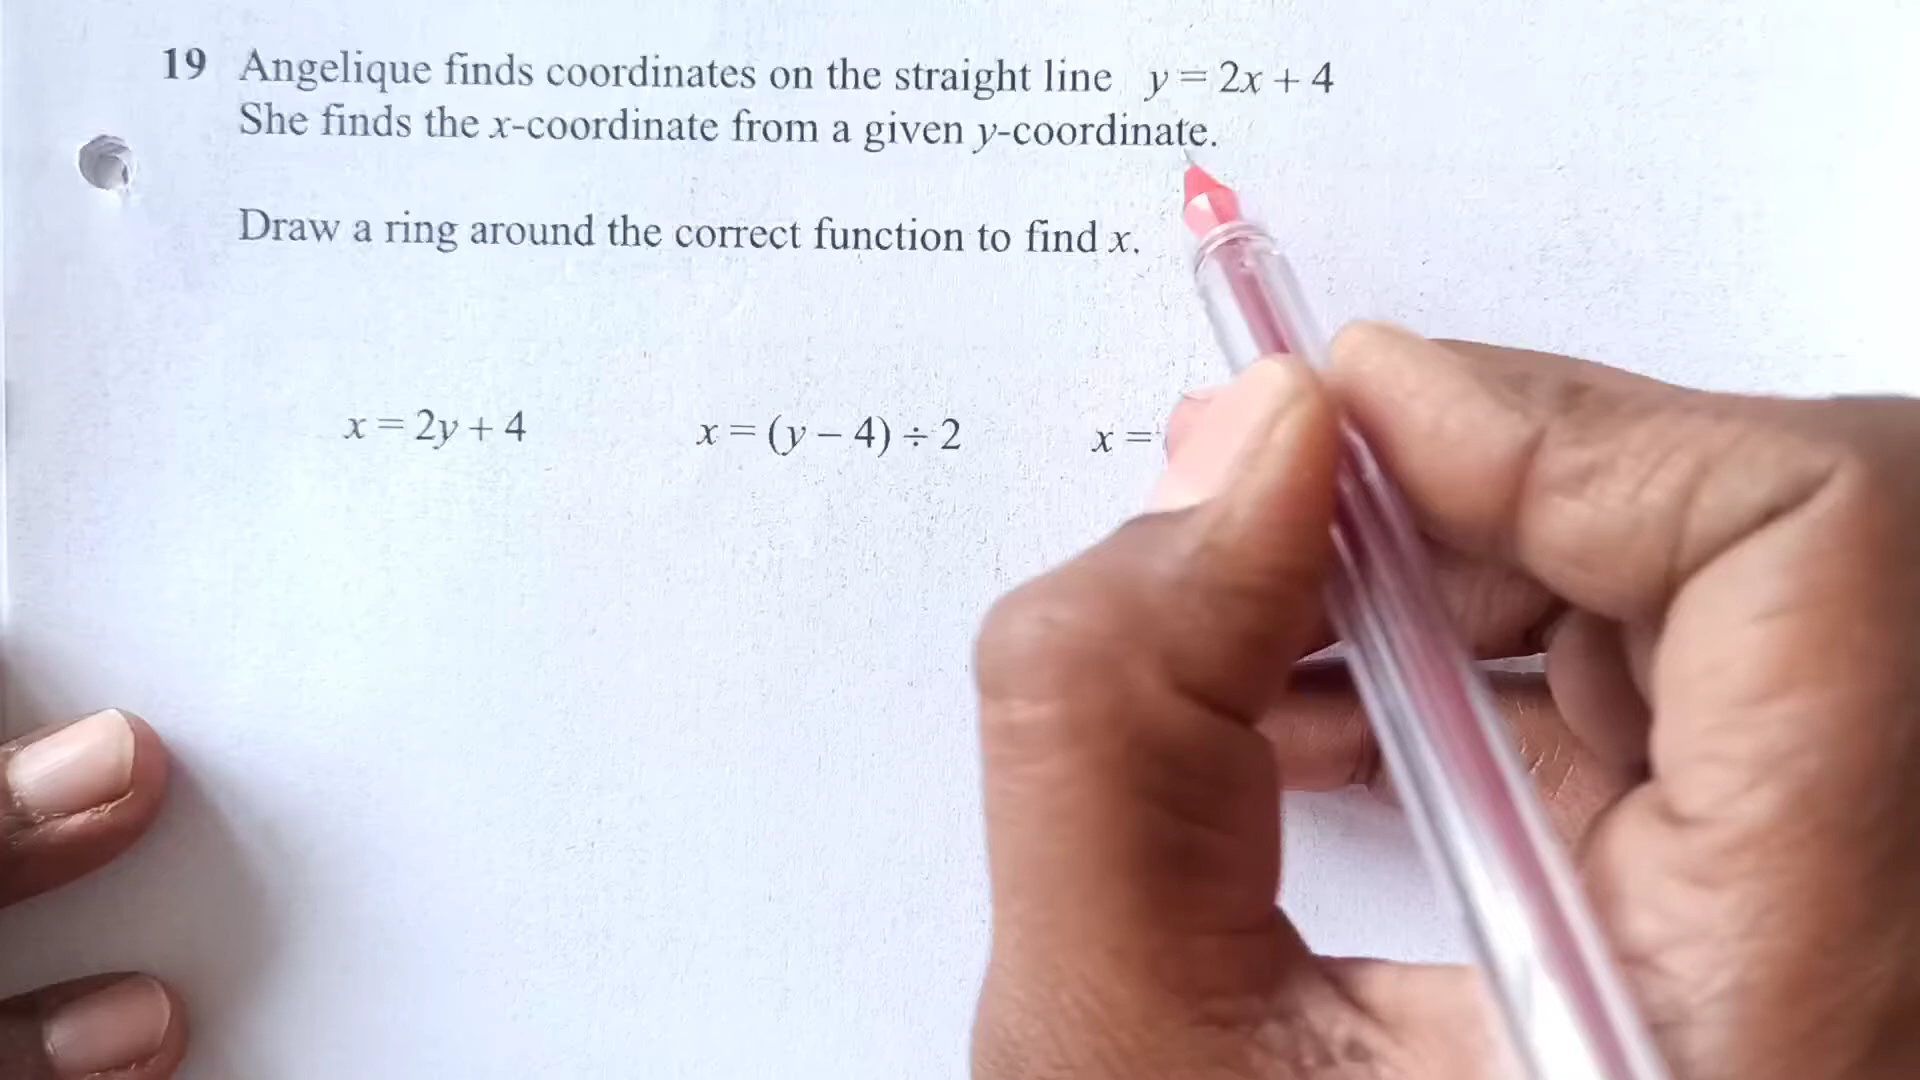 19 Angelique finds coordinates on the straight line y = 2x + 4
She finds the x-coordinate from a given y-coordinate.
Draw a ring around the correct function to find x.
x = 2y + 4 x = (y – 4) ÷ 2 x =